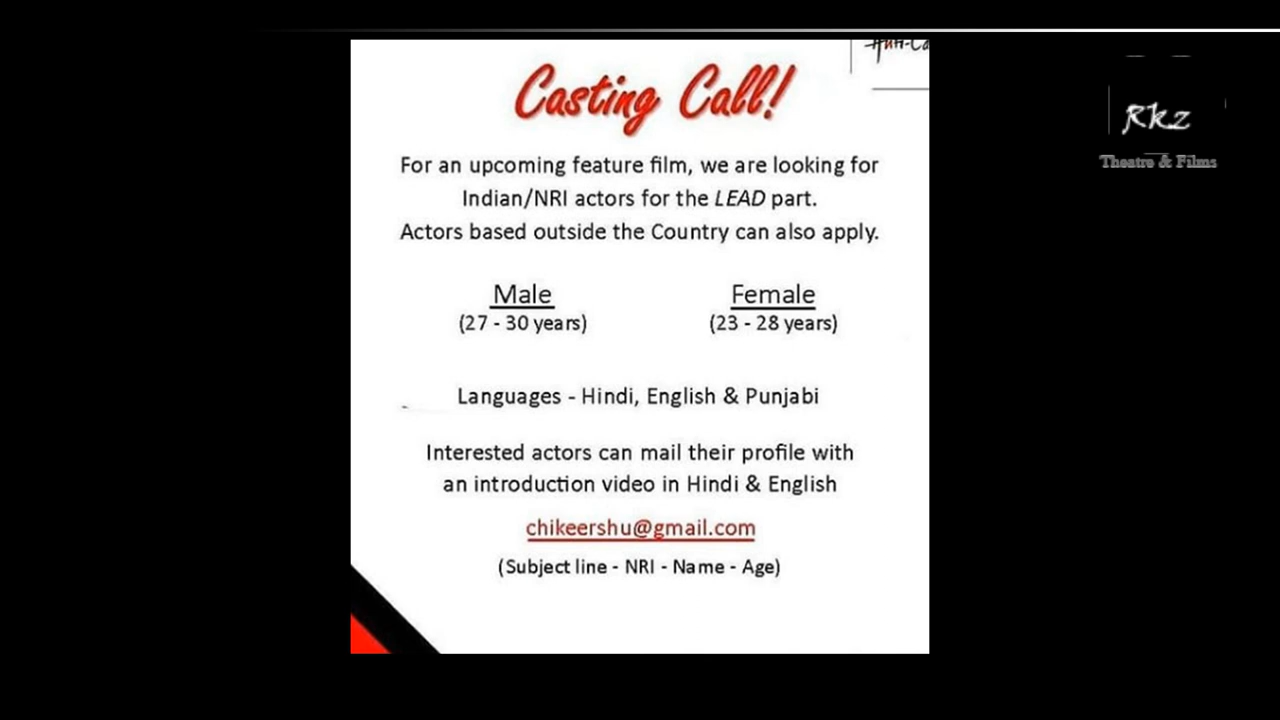 Casting Call!
For an upcoming feature film, we are looking for
Indian/NRI actors for the LEAD part.
Actors based outside the Country can also apply.
Male
(27 - 30 years)
Female
(23 - 28 years)
Languages - Hindi, English & Punjabi
Interested actors can mail their profile with
an introduction video in Hindi & English
chikeershu@gmail.com
(Subject line - NRI - Name - Age)
Rkz
Theatre & Films